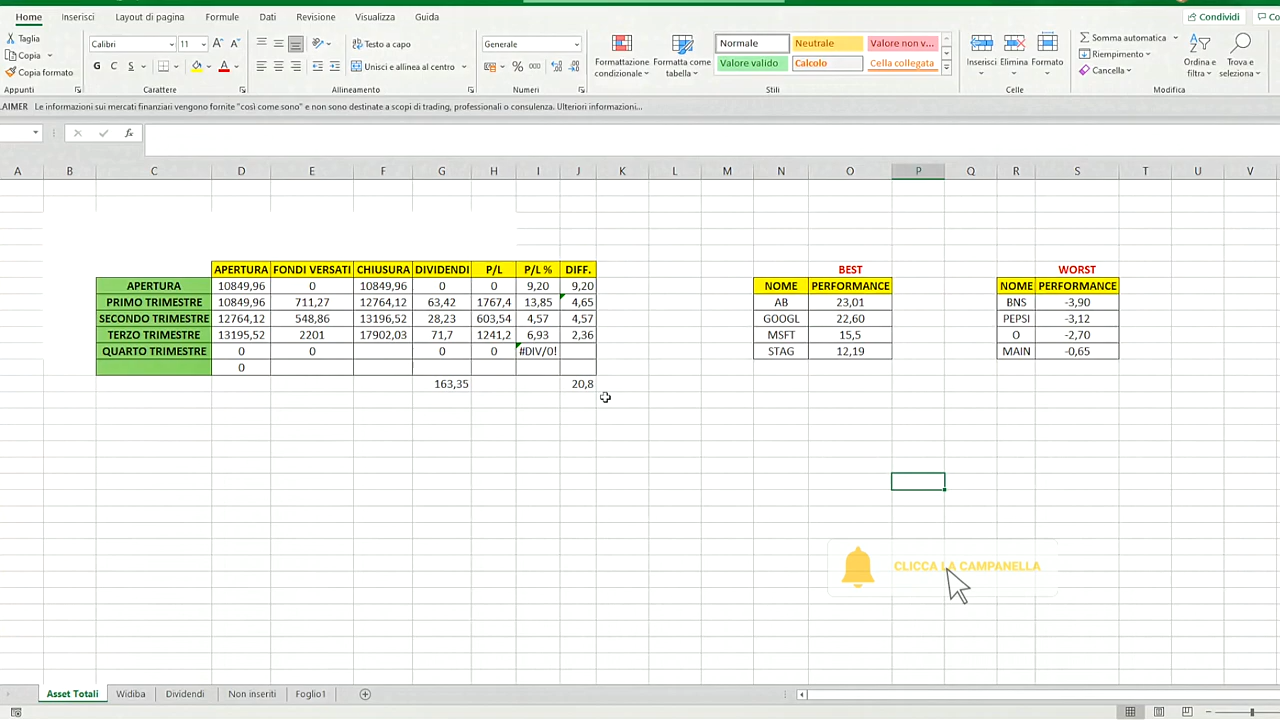 Home Inserisci Layout di pagina Formule Dati Revisione Visualizza Guida Condividi
Taglia
Copia
Copia formato
Appunti
Calibri 11
G C S
Carattere
Testo a capo
Unisci e allinea al centro
Allineamento
Generale
% 000
Numeri
Formattazione condizionale
Formatta come tabella
Normale Neutrale Valore non v...
Valore valido Calcolo Cella collegata
Stili
Inserisci Elimina Formato
Celle
Somma automatica
Riempimento
Cancella
Ordina e filtra
Trova e seleziona
Modifica
LAIMER Le informazioni sui mercati finanziari vengono fornite "così come sono" e non sono destinate a scopi di trading, professionali o consulenza. Ulteriori informazioni...
fx
A B C D E F G H I J K L M N O P Q R S T U V
APERTURA FONDI VERSATI CHIUSURA DIVIDENDI P/L P/L % DIFF.
APERTURA 10849,96 0 10849,96 0 0 9,20 9,20
PRIMO TRIMESTRE 10849,96 711,27 12764,12 63,42 1767,4 13,85 4,65
SECONDO TRIMESTRE 12764,12 548,86 13196,52 28,23 603,54 4,57 4,57
TERZO TRIMESTRE 13195,52 2201 17902,03 71,7 1241,2 6,93 2,36
QUARTO TRIMESTRE 0 0 0 0 #DIV/0!
0
163,35 20,8
BEST
NOME PERFORMANCE
AB 23,01
GOOGL 22,60
MSFT 15,5
STAG 12,19
WORST
NOME PERFORMANCE
BNS -3,90
PEPSI -3,12
O -2,70
MAIN -0,65
CLICCA LA CAMPANELLA
Asset Totali Widiba Dividendi Non inseriti Foglio1